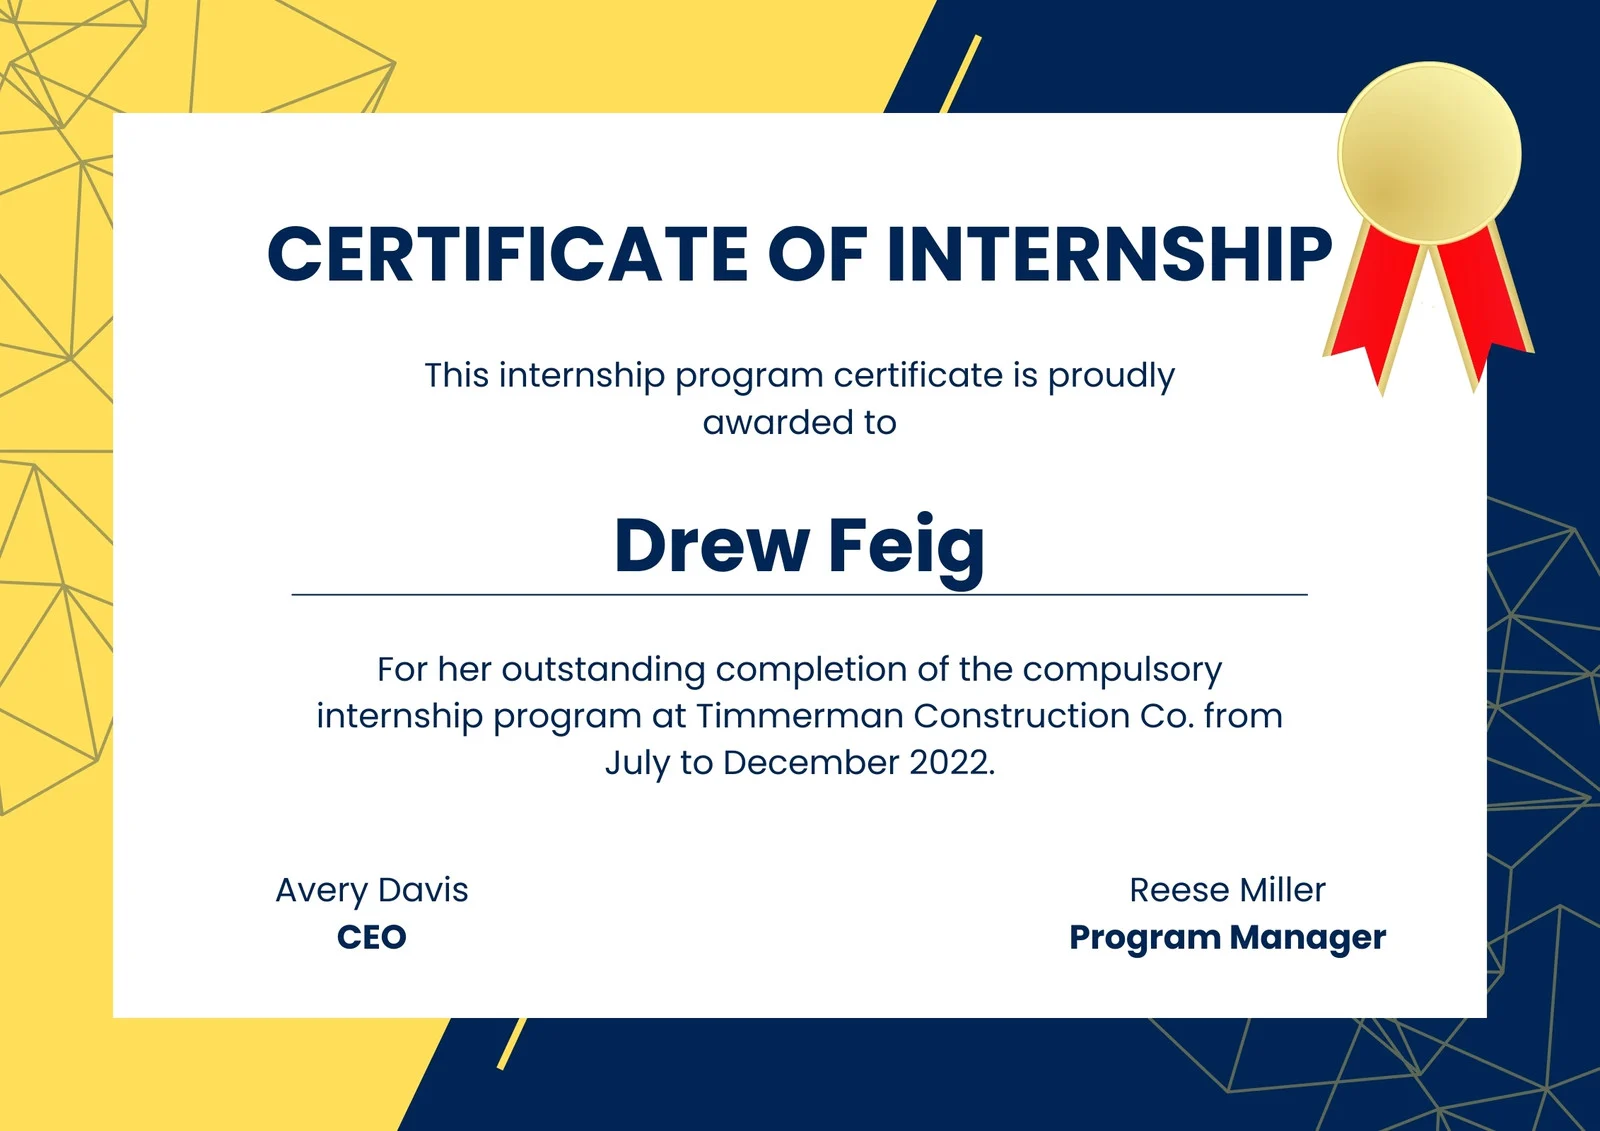 CERTIFICATE OF INTERNSHIP
This internship program certificate is proudly
awarded to
Drew Feig
For her outstanding completion of the compulsory
internship program at Timmerman Construction Co. from
July to December 2022.
Avery Davis
CEO
Reese Miller
Program Manager